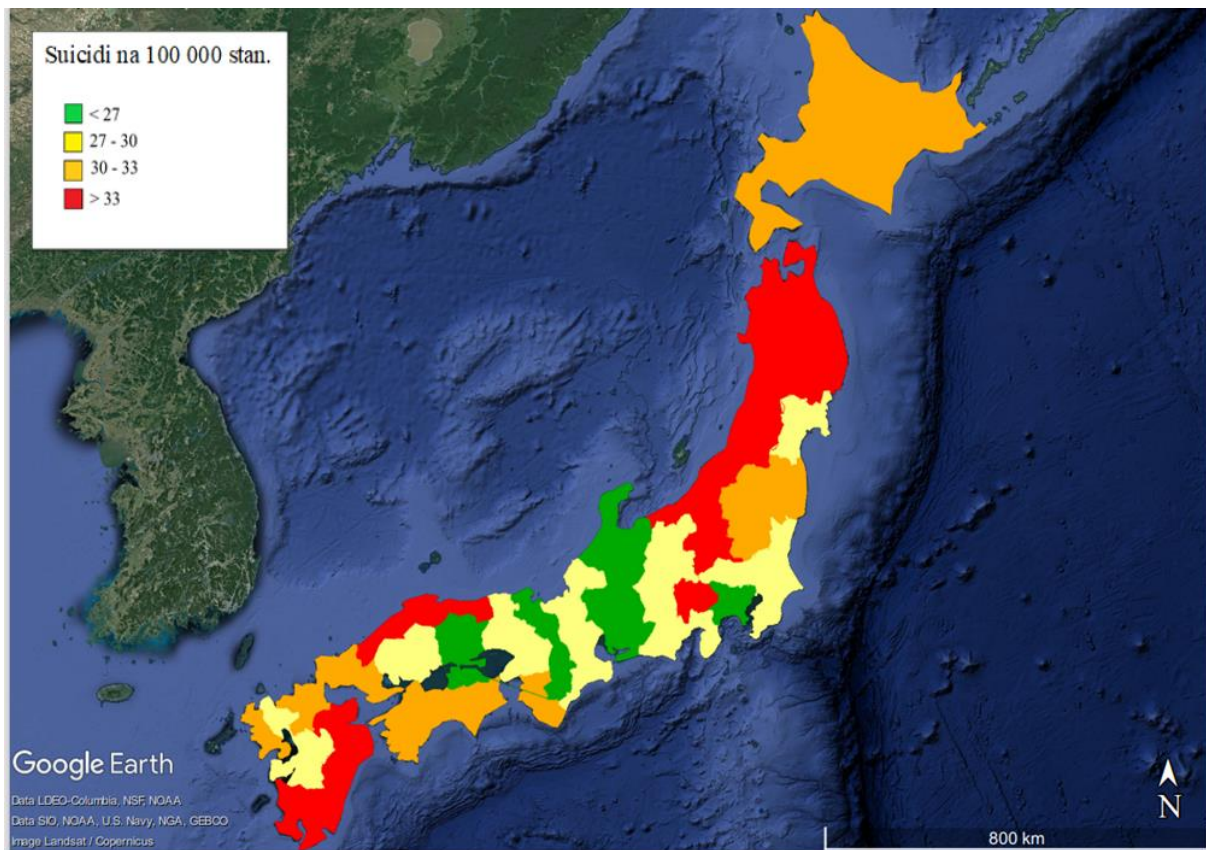 Suicidi na 100 000 stan.
< 27
27 - 30
30 - 33
> 33
Google Earth
Data LDEO-Columbia, NSF, NOAA
Data SIO, NOAA, U.S. Navy, NGA, GEBCO
Image Landsat / Copernicus
N
800 km